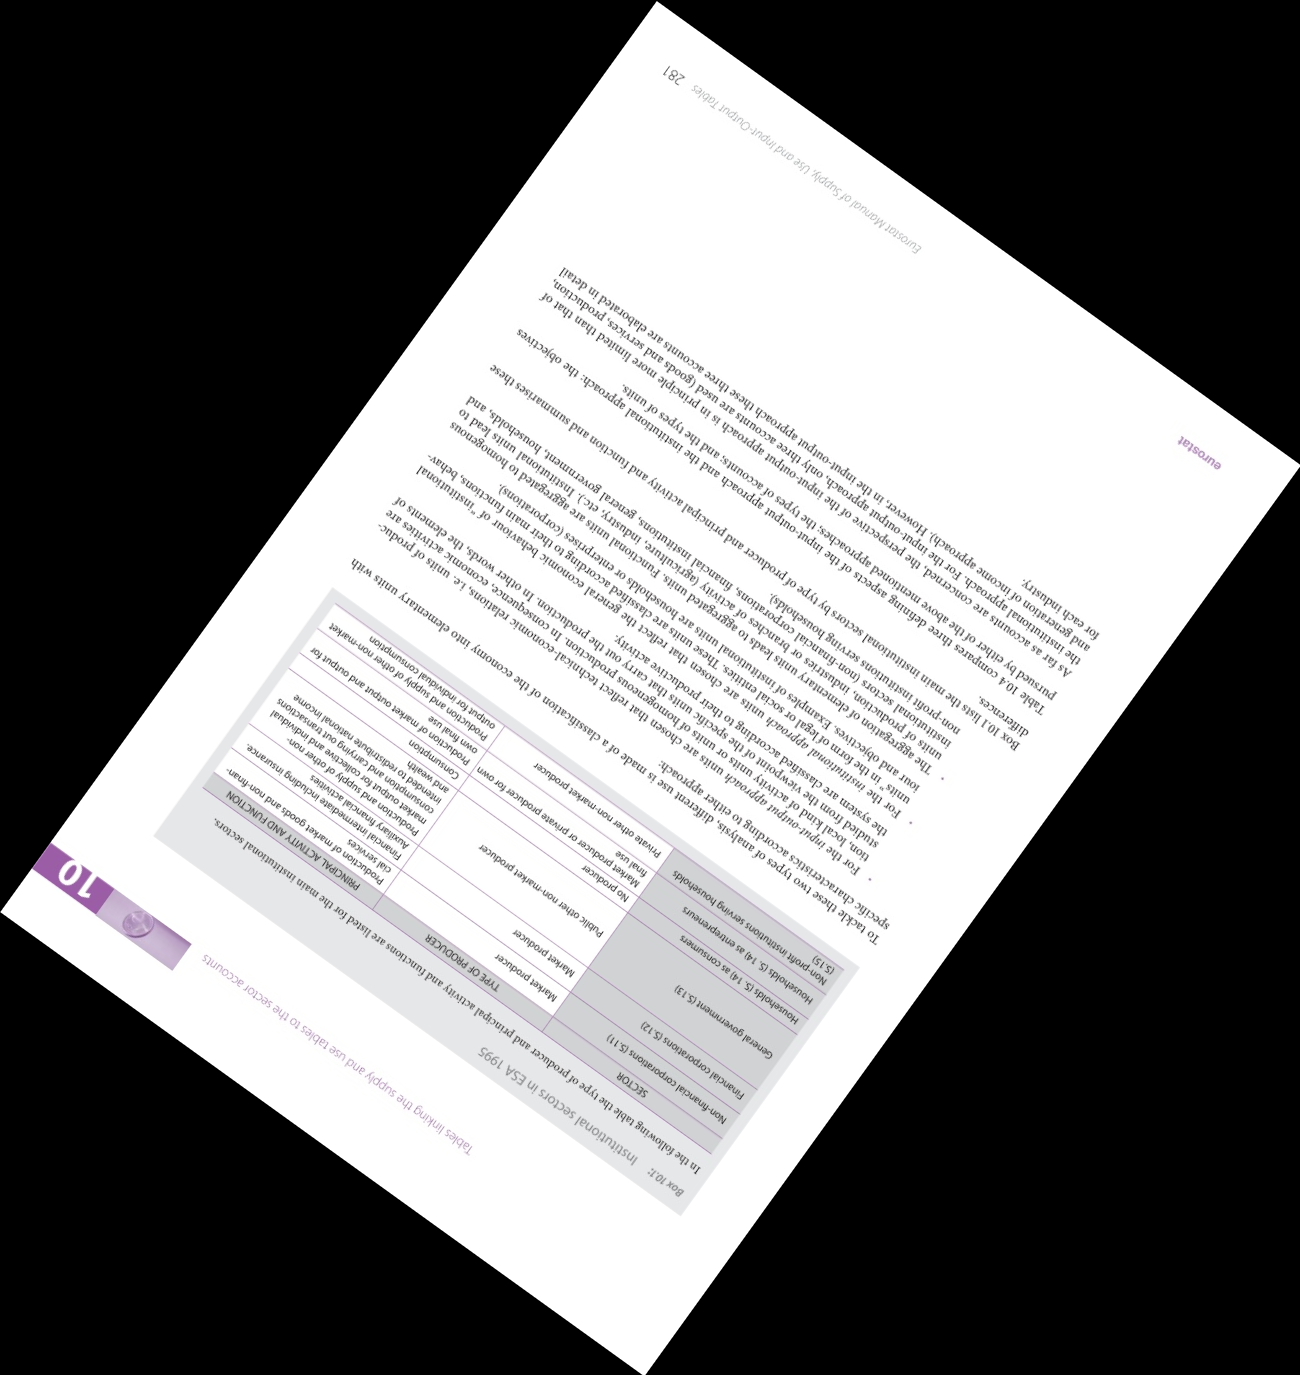 Tables linking the supply and use tables to the sector accounts
10
Box 10.1: Institutional sectors in ESA 1995
In the following table the type of producer and principal activity and functions are listed for the main institutional sectors.
SECTOR TYPE OF PRODUCER PRINCIPAL ACTIVITY AND FUNCTION
Non-financial corporations (S.11) Market producer Production of market goods and non-finan-
cial services
Financial corporations (S.12) Market producer Financial intermediate including insurance.
Auxiliary financial activities
General government (S.13) Public other non-market producer Production and supply of other non-
market output for collective and individual
consumption and carrying out transactions
intended to redistribute national income
and wealth
Households (S. 14) as consumers No producer Consumption
Households (S. 14) as entrepreneurs Market producer or private producer for own
final use Production of market output and output for
own final use
Non-profit institutions serving households
(S.15) Private other non-market producer Production and supply of other non-market
output for individual consumption
To tackle these two types of analysis, different use is made of a classification of the economy into elementary units with
specific characteristics according to either approach.
• For the input-output approach units are chosen that reflect technical-economic relations, i.e. units of produc-
tion, local kind of activity units or units of homogeneous production. In consequence, economic activities are
studied from the viewpoint of the specific units that carry out the production. In other words, the elements of
the system are classified according to their productive activity.
• For the institutional approach units are chosen that reflect the general economic behaviour of "institutional
units" in the form of legal or social entities. These units are classified according to their main functions, behav-
iour and objectives. Examples of institutional units are households or enterprises (corporations).
• The aggregation of elementary units leads to aggregated units. Functional units are aggregated to homogenous
units of production, industries or branches of activity (agriculture, industry, etc.). Institutional units lead to
institutional sectors (non-financial corporations, financial institutions, general government, households, and
non-profit institutions serving households).
Box 10.1 lists the main institutional sectors by type of producer and principal activity and function and summarises these
differences.
Table 10.4 compares three defining aspects of the input-output approach and the institutional approach: the objectives
pursued by either of the above mentioned approaches, the types of accounts; and the types of units.
As far as accounts are concerned, the perspective of the input-output approach is in principle more limited than that of
the institutional approach. For the input-output approach, only three accounts are used (goods and services, production,
and generation of income approach). However, in the input-output approach these three accounts are elaborated in detail
for each industry.
eurostat
Eurostat Manual of Supply, Use and Input-Output Tables 281